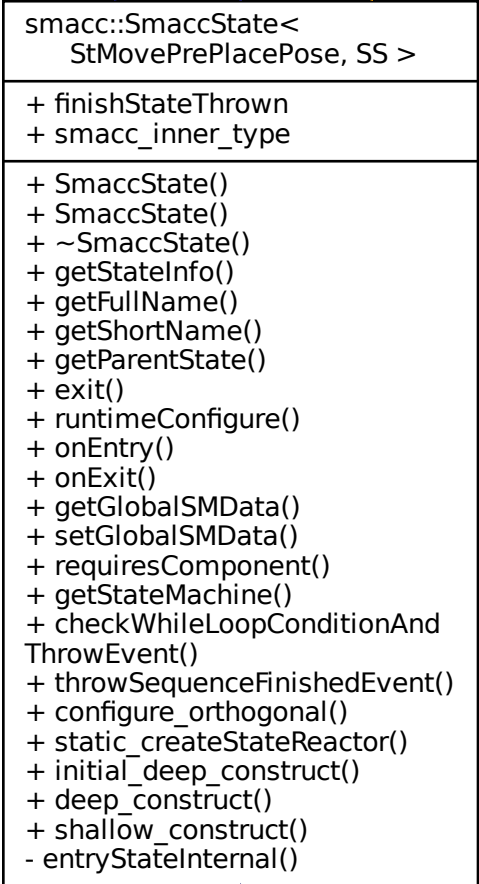 smacc::SmaccState<
StMovePrePlacePose, SS >
+ finishStateThrown
+ smacc_inner_type
+ SmaccState()
+ SmaccState()
+ ~SmaccState()
+ getStateInfo()
+ getFullName()
+ getShortName()
+ getParentState()
+ exit()
+ runtimeConfigure()
+ onEntry()
+ onExit()
+ getGlobalSMData()
+ setGlobalSMData()
+ requiresComponent()
+ getStateMachine()
+ checkWhileLoopConditionAnd
ThrowEvent()
+ throwSequenceFinishedEvent()
+ configure_orthogonal()
+ static_createStateReactor()
+ initial_deep_construct()
+ deep_construct()
+ shallow_construct()
- entryStateInternal()